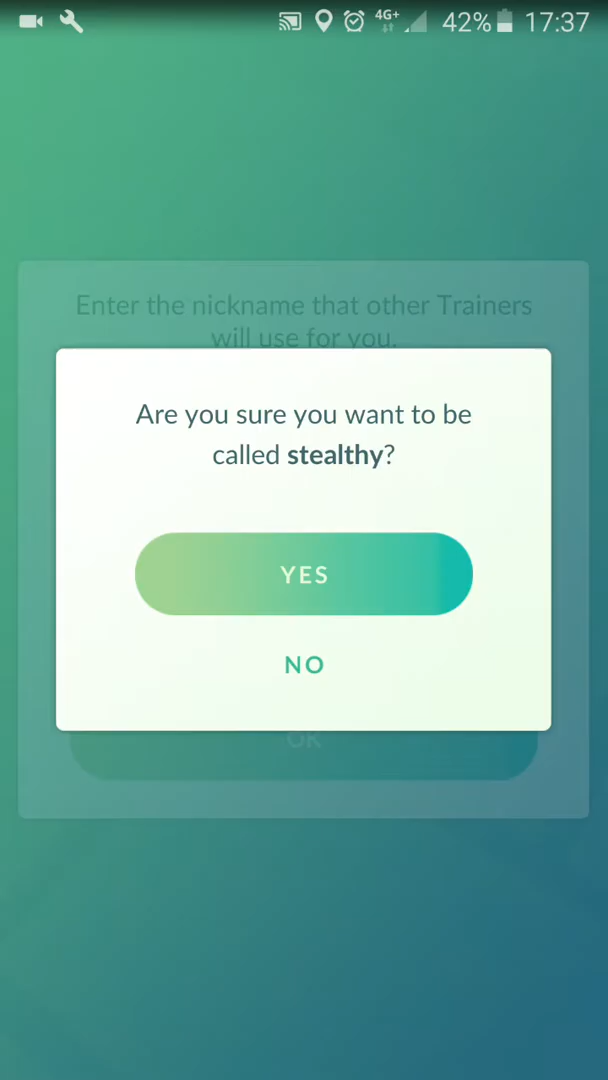 4G+ 42% 17:37
Enter the nickname that other Trainers
will use for you.
Are you sure you want to be
called stealthy?
YES
NO
OK